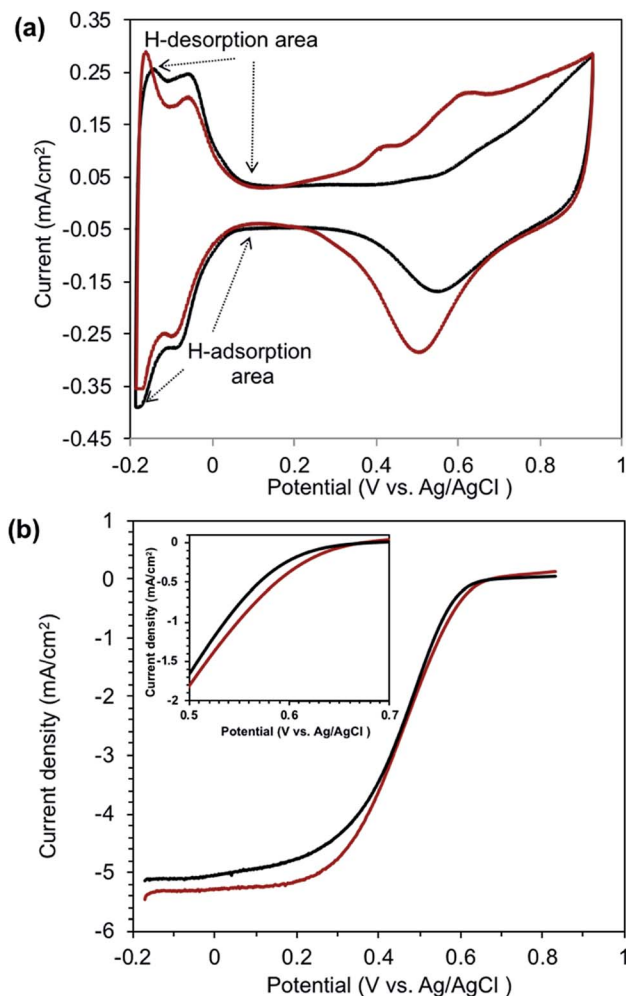 (a)
0.35
H-desorption area
0.25
0.15
0.05
-0.05
-0.15
-0.25
-0.35
-0.45
Current (mA/cm²)
H-adsorption
area
-0.2 0 0.2 0.4 0.6 0.8 1
Potential (V vs. Ag/AgCl )
(b)
1
0
-1
-2
-3
-4
-5
-6
Current density (mA/cm²)
0
-0.5
-1
-1.5
-2
Current density (mA/cm²)
0.5 0.6 0.7
Potential (V vs. Ag/AgCl )
-0.2 0 0.2 0.4 0.6 0.8 1
Potential (V vs. Ag/AgCl )